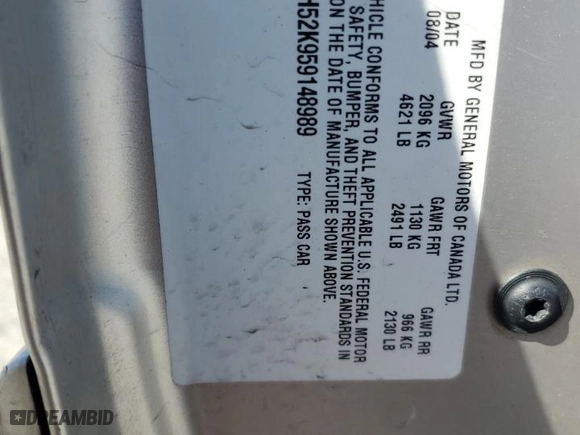 MFD BY GENERAL MOTORS OF CANADA LTD.
DATE GVWR GAWR FRT GAWR RR
08/04 2096 KG 1130 KG 966 KG
4621 LB 2491 LB 2130 LB
VEHICLE CONFORMS TO ALL APPLICABLE U.S. FEDERAL MOTOR
SAFETY, BUMPER, AND THEFT PREVENTION STANDARDS IN
ON THE DATE OF MANUFACTURE SHOWN ABOVE.
H52K959148989 TYPE: PASS CAR
DREAMBID